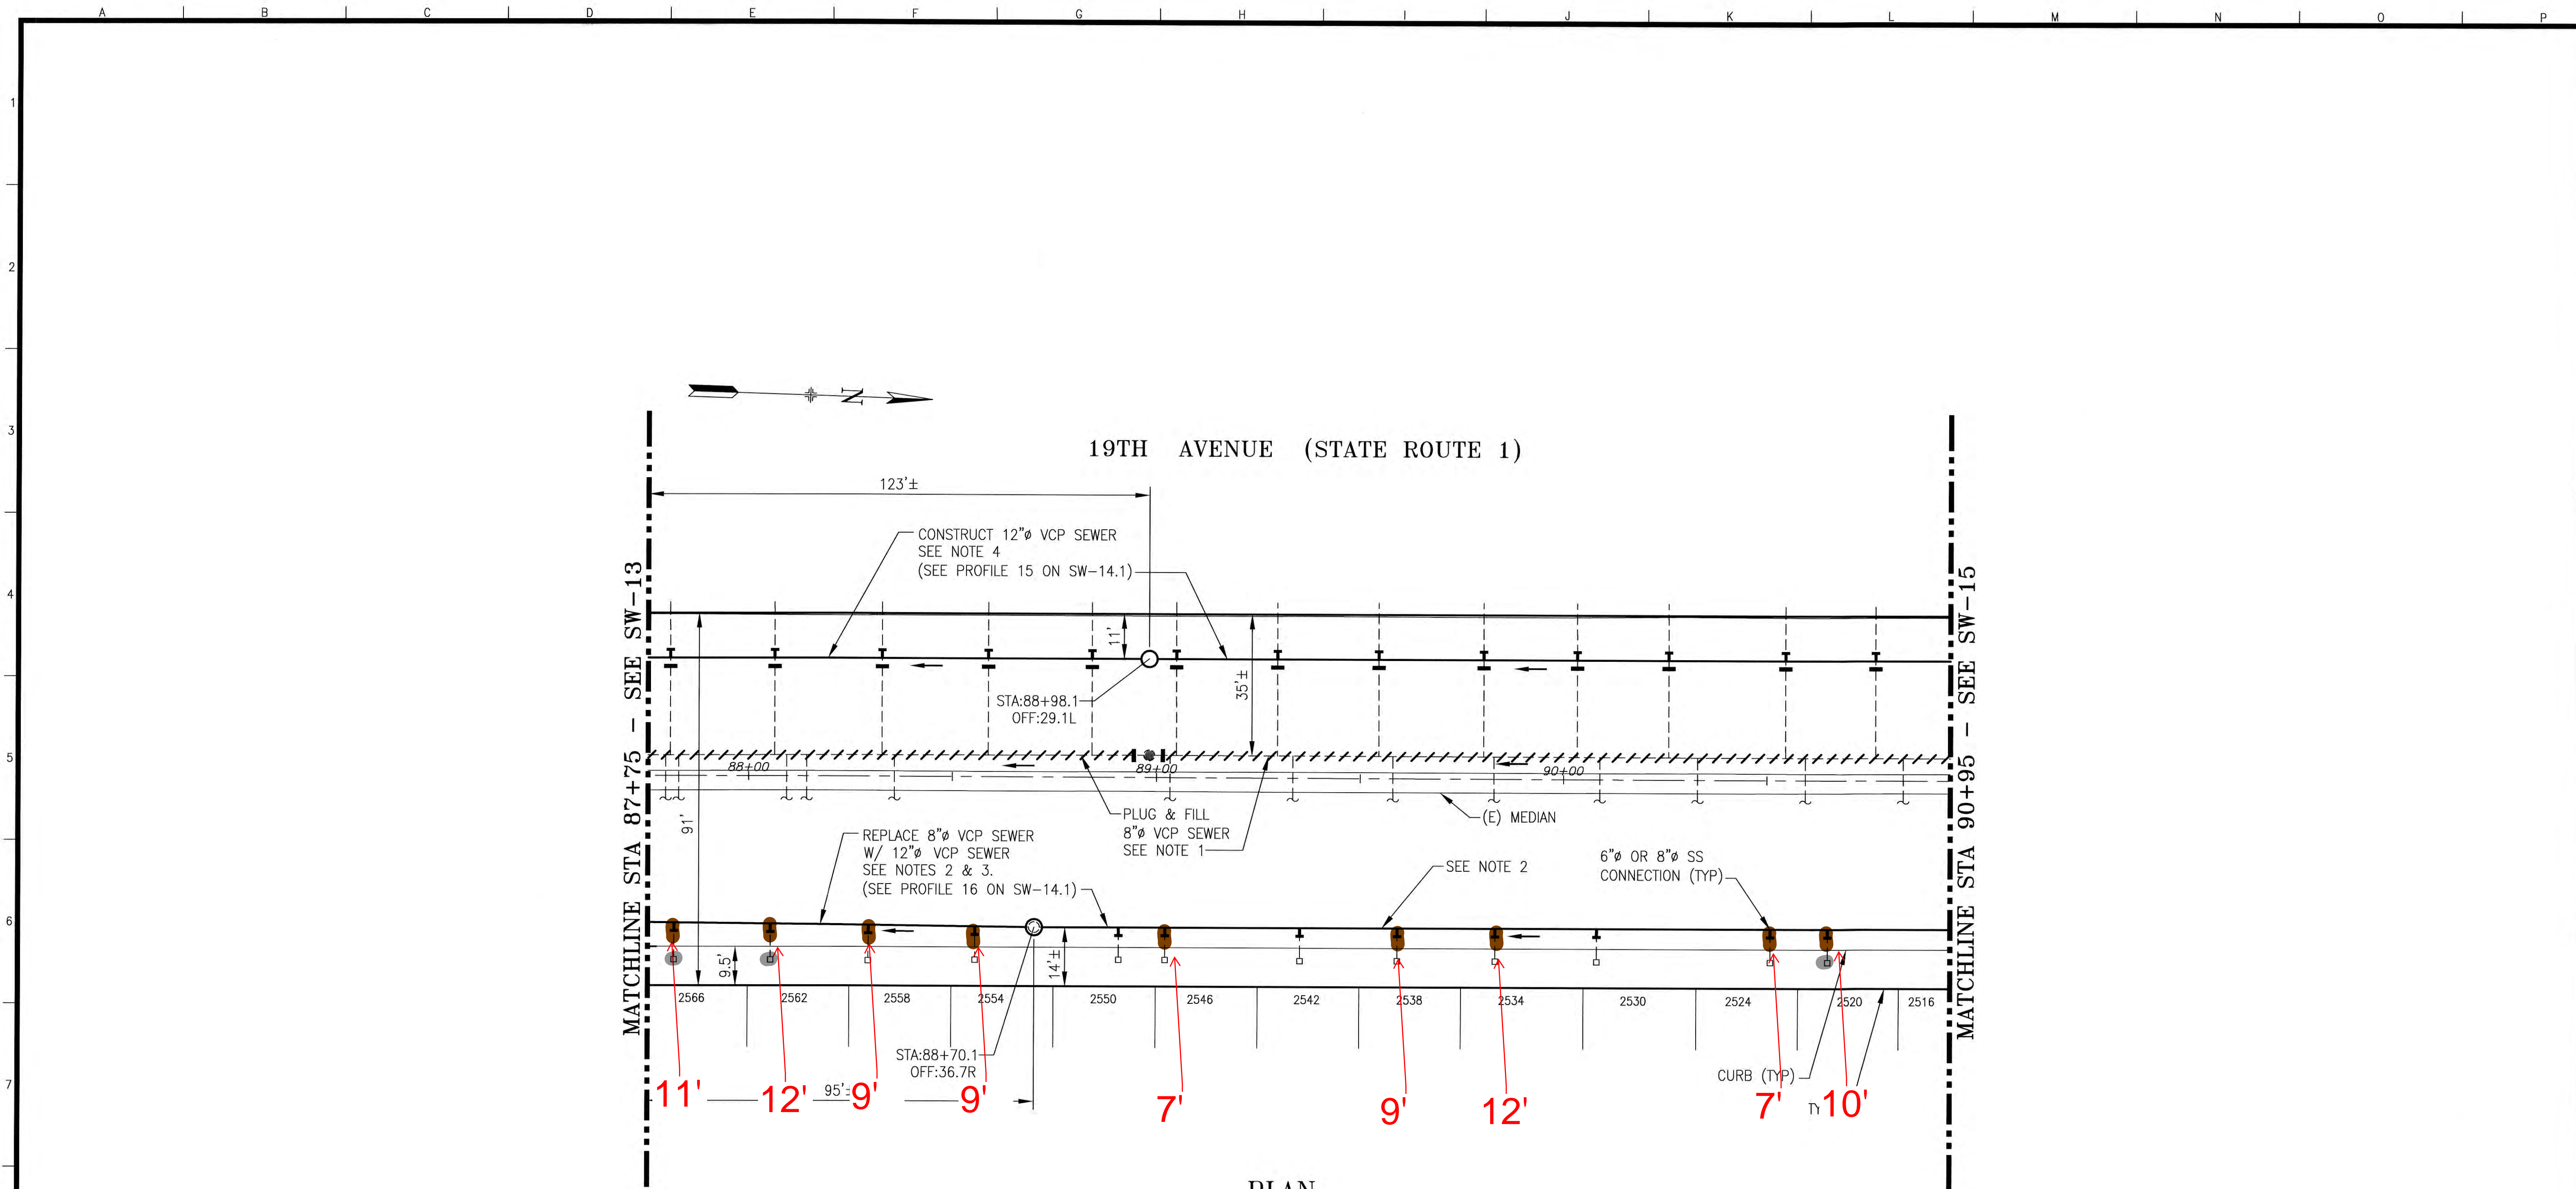 A B C D E F G H I J K L M N O P
1
2
3
4
5
6
7
N
19TH AVENUE (STATE ROUTE 1)
123'±
CONSTRUCT 12"ø VCP SEWER
SEE NOTE 4
(SEE PROFILE 15 ON SW-14.1)
MATCHLINE STA 87+75 - SEE SW-13
MATCHLINE STA 90+95 - SEE SW-15
11'
35'±
STA:88+98.1
OFF:29.1L
88+00
89+00
90+00
91'
PLUG & FILL
8"ø VCP SEWER
SEE NOTE 1
(E) MEDIAN
REPLACE 8"ø VCP SEWER
W/ 12"ø VCP SEWER
SEE NOTES 2 & 3.
(SEE PROFILE 16 ON SW-14.1)
SEE NOTE 2
6"ø OR 8"ø SS
CONNECTION (TYP)
9.5'
14'±
2566 2562 2558 2554 2550 2546 2542 2538 2534 2530 2524 2520 2516
STA:88+70.1
OFF:36.7R
CURB (TYP)
95'±
11' 12' 9' 9' 7' 9' 12' 7' 10'
PLAN